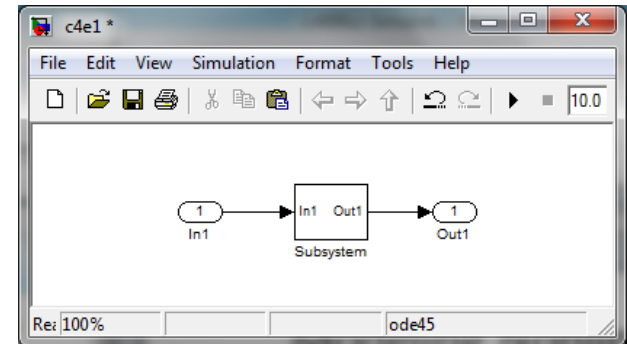 c4e1 *
File Edit View Simulation Format Tools Help
10.0
1 In1 Out1 1
In1 Subsystem Out1
Rea 100% ode45